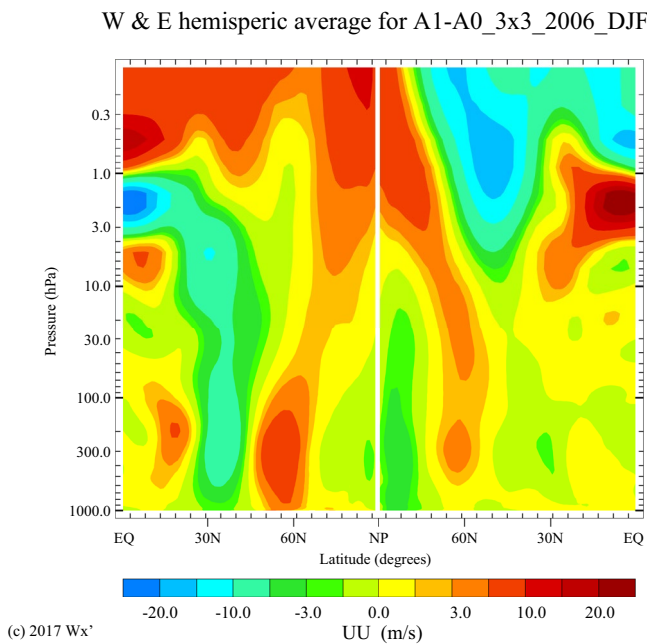 W & E hemisperic average for A1-A0_3x3_2006_DJF
0.3
1.0
3.0
10.0
30.0
100.0
300.0
1000.0
Pressure (hPa)
EQ 30N 60N NP 60N 30N EQ
Latitude (degrees)
-20.0 -10.0 -3.0 0.0 3.0 10.0 20.0
UU (m/s)
(c) 2017 Wx'